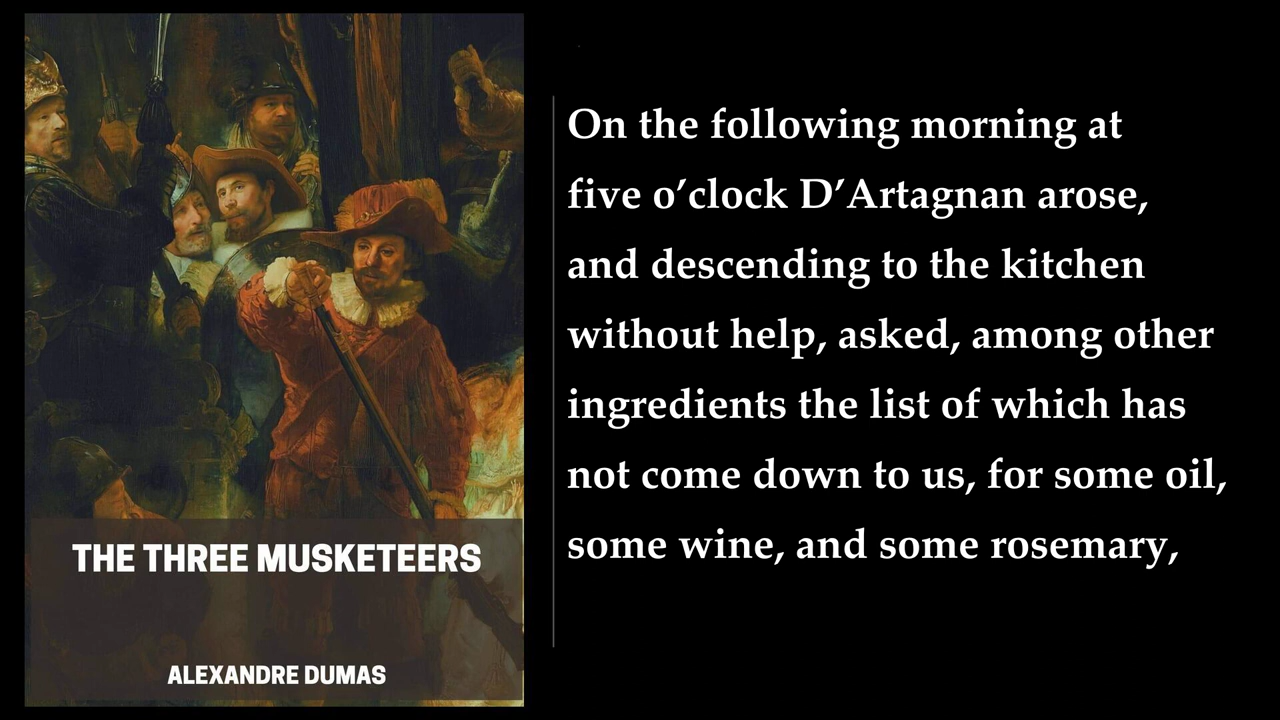 THE THREE MUSKETEERS
ALEXANDRE DUMAS
On the following morning at
five o’clock D’Artagnan arose,
and descending to the kitchen
without help, asked, among other
ingredients the list of which has
not come down to us, for some oil,
some wine, and some rosemary,